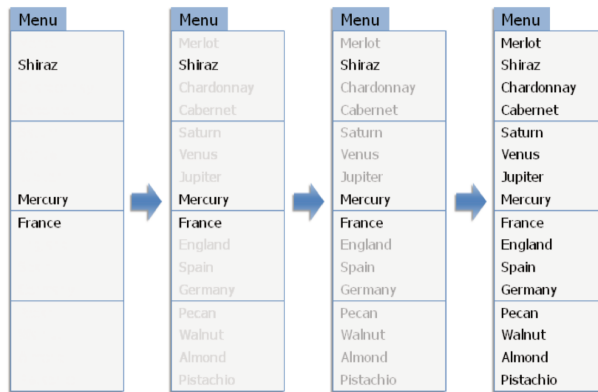 Menu
Shiraz
Mercury
France
Menu
Merlot
Shiraz
Chardonnay
Cabernet
Saturn
Venus
Jupiter
Mercury
France
England
Spain
Germany
Pecan
Walnut
Almond
Pistachio
Menu
Merlot
Shiraz
Chardonnay
Cabernet
Saturn
Venus
Jupiter
Mercury
France
England
Spain
Germany
Pecan
Walnut
Almond
Pistachio
Menu
Merlot
Shiraz
Chardonnay
Cabernet
Saturn
Venus
Jupiter
Mercury
France
England
Spain
Germany
Pecan
Walnut
Almond
Pistachio